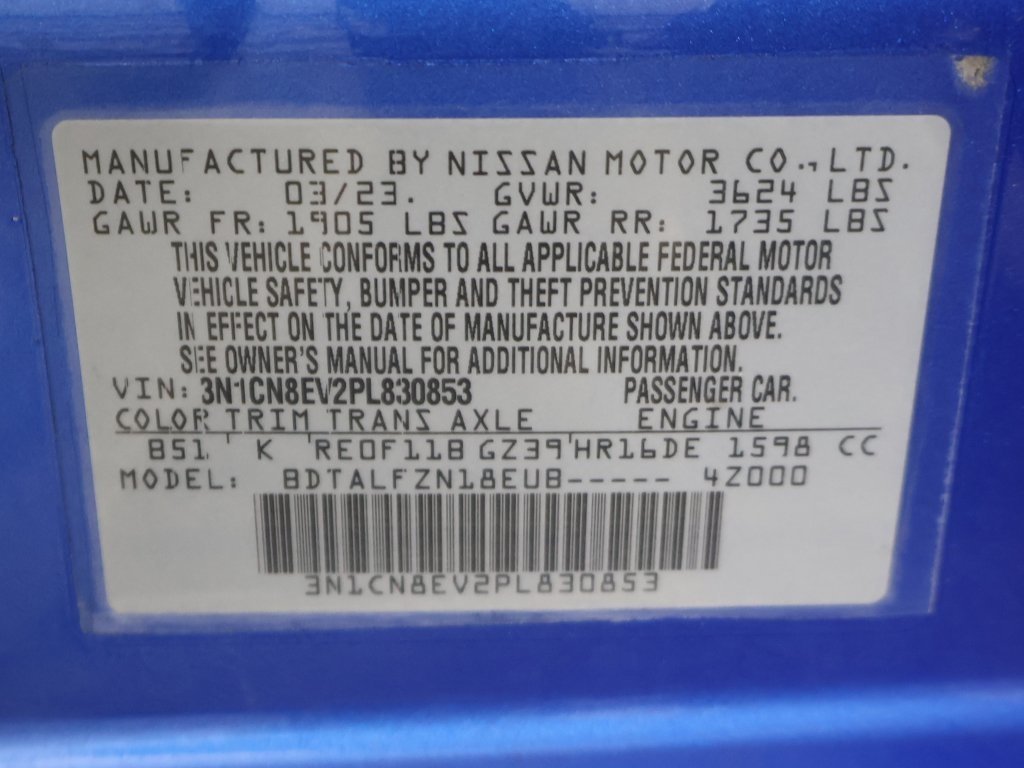 MANUFACTURED BY NISSAN MOTOR CO., LTD.
DATE: 03/23. GVWR: 3624 LBS
GAWR FR: 1905 LBS GAWR RR: 1735 LBS
THIS VEHICLE CONFORMS TO ALL APPLICABLE FEDERAL MOTOR
VEHICLE SAFETY, BUMPER AND THEFT PREVENTION STANDARDS
IN EFFECT ON THE DATE OF MANUFACTURE SHOWN ABOVE.
SEE OWNER'S MANUAL FOR ADDITIONAL INFORMATION.
VIN: 3N1CN8EV2PL830853 PASSENGER CAR.
COLOR TRIM TRANS AXLE ENGINE
B51 K RE0F11B GZ39 HR16DE 1598 CC
MODEL: BDTALFZN18EUB----- 4Z000
3N1CN8EV2PL830853